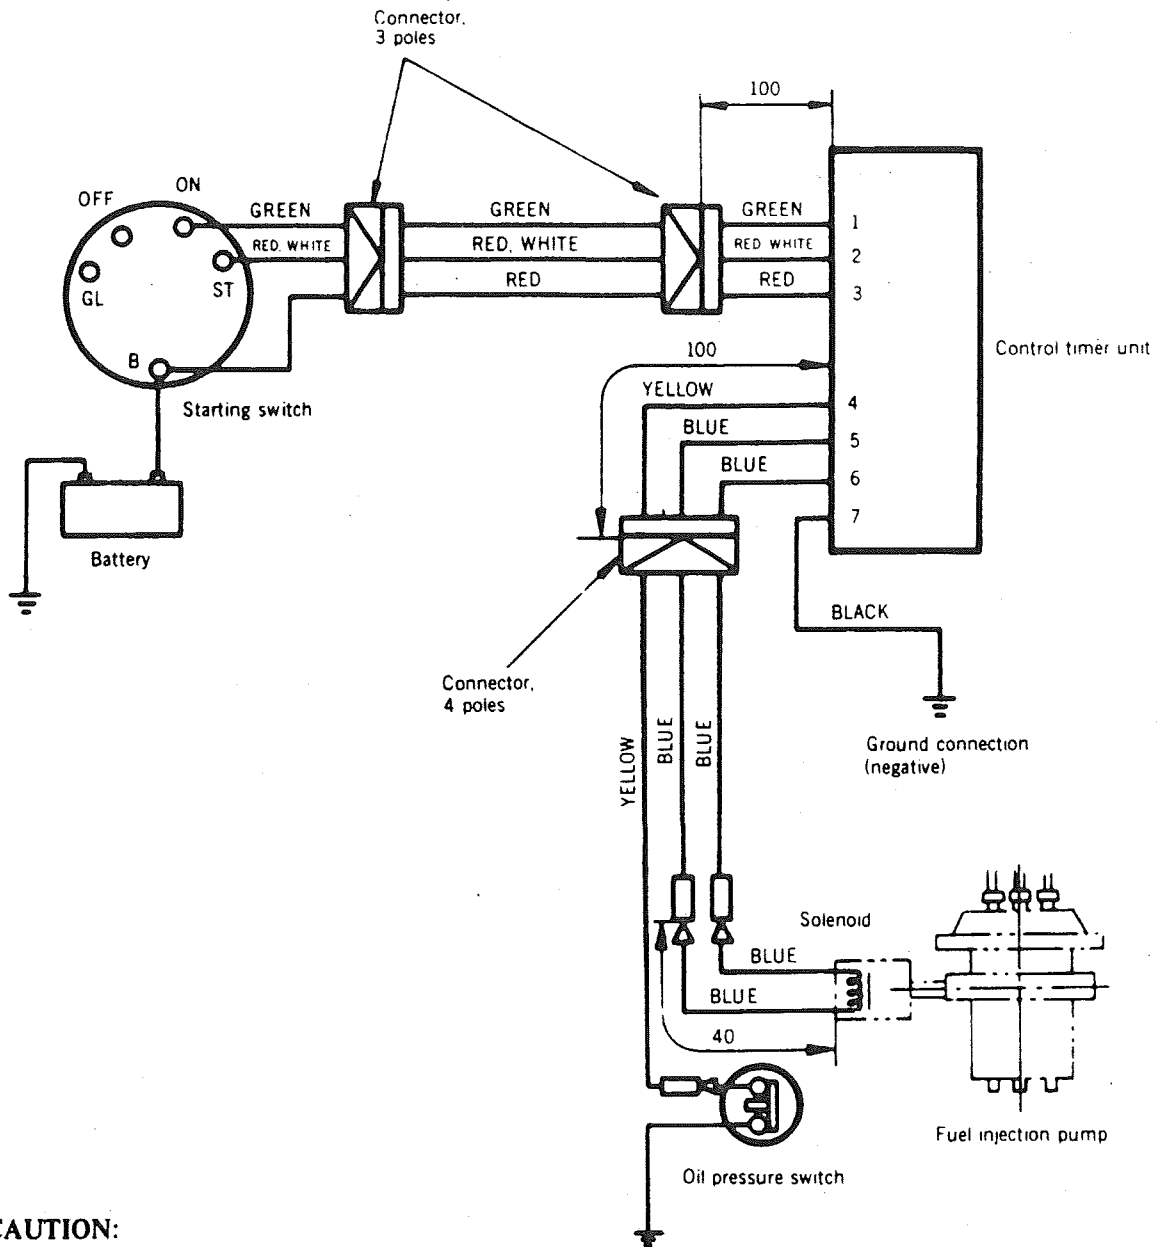 Connector,
3 poles
100
OFF
ON
GREEN
GREEN
GREEN
1
RED, WHITE
RED, WHITE
RED WHITE
2
GL
ST
RED
RED
3
B
Starting switch
100
Control timer unit
YELLOW
4
BLUE
5
BLUE
6
7
Battery
BLACK
Connector,
4 poles
YELLOW
BLUE
BLUE
Ground connection
(negative)
Solenoid
BLUE
BLUE
40
Fuel injection pump
Oil pressure switch
CAUTION: